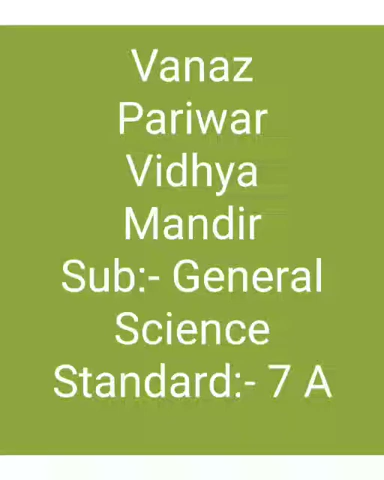 Vanaz
Pariwar
Vidhya
Mandir
Sub:- General
Science
Standard:- 7 A